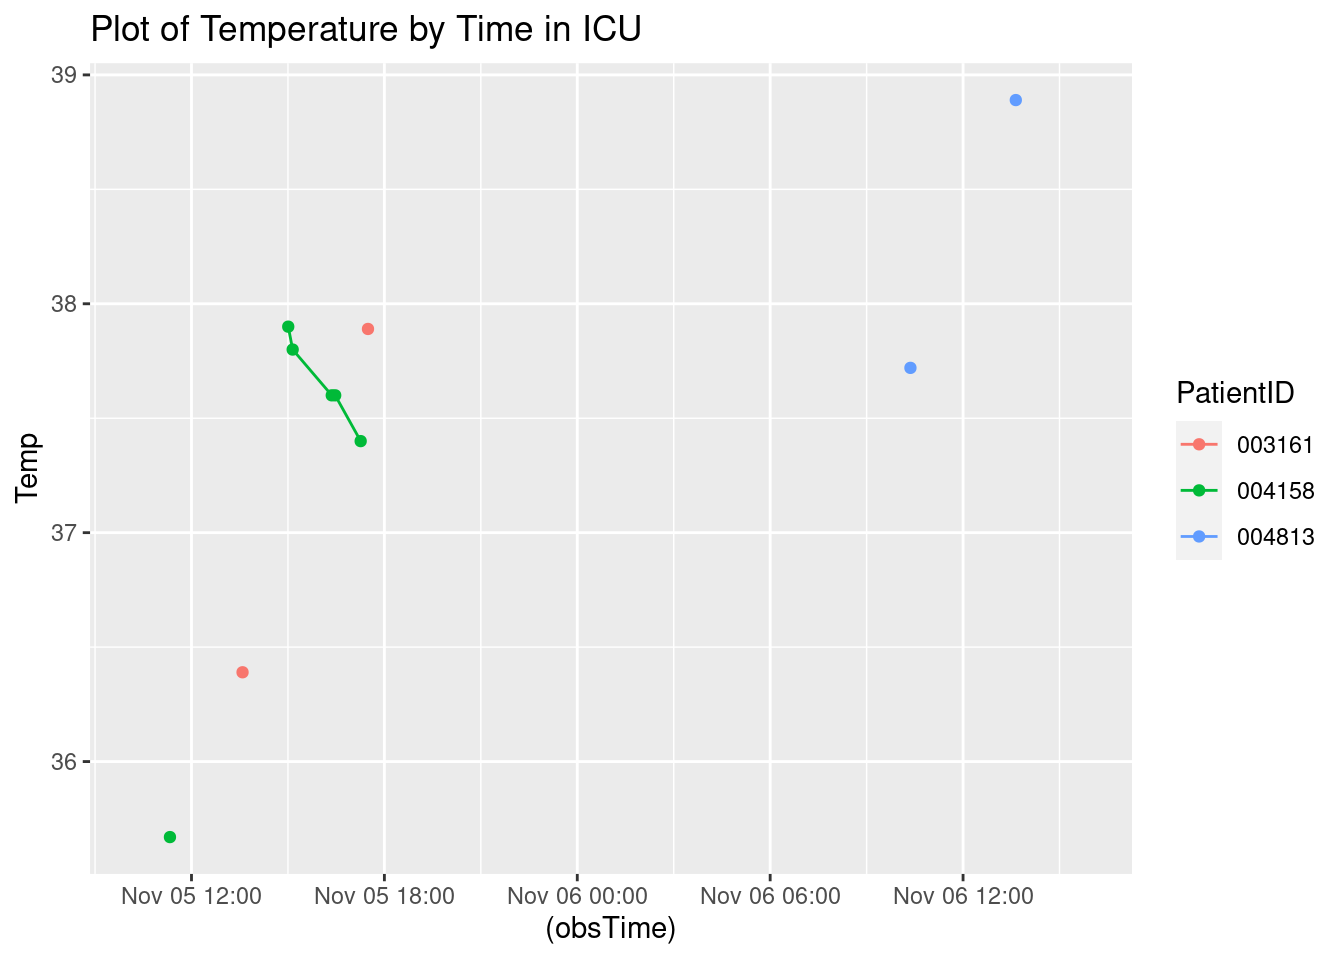 Plot of Temperature by Time in ICU
39
38
37
36
Temp
Nov 05 12:00 Nov 05 18:00 Nov 06 00:00 Nov 06 06:00 Nov 06 12:00
(obsTime)
PatientID
003161
004158
004813